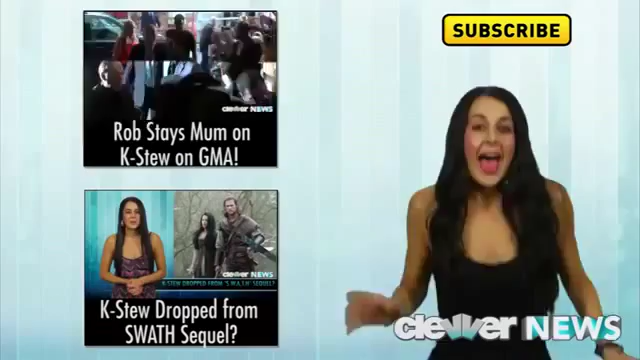 SUBSCRIBE
clevver NEWS
Rob Stays Mum on
K-Stew on GMA!
K-STEW DROPPED FROM "S.W.A.T.H." SEQUEL?
clevver NEWS
K-Stew Dropped from
SWATH Sequel?
clevver NEWS